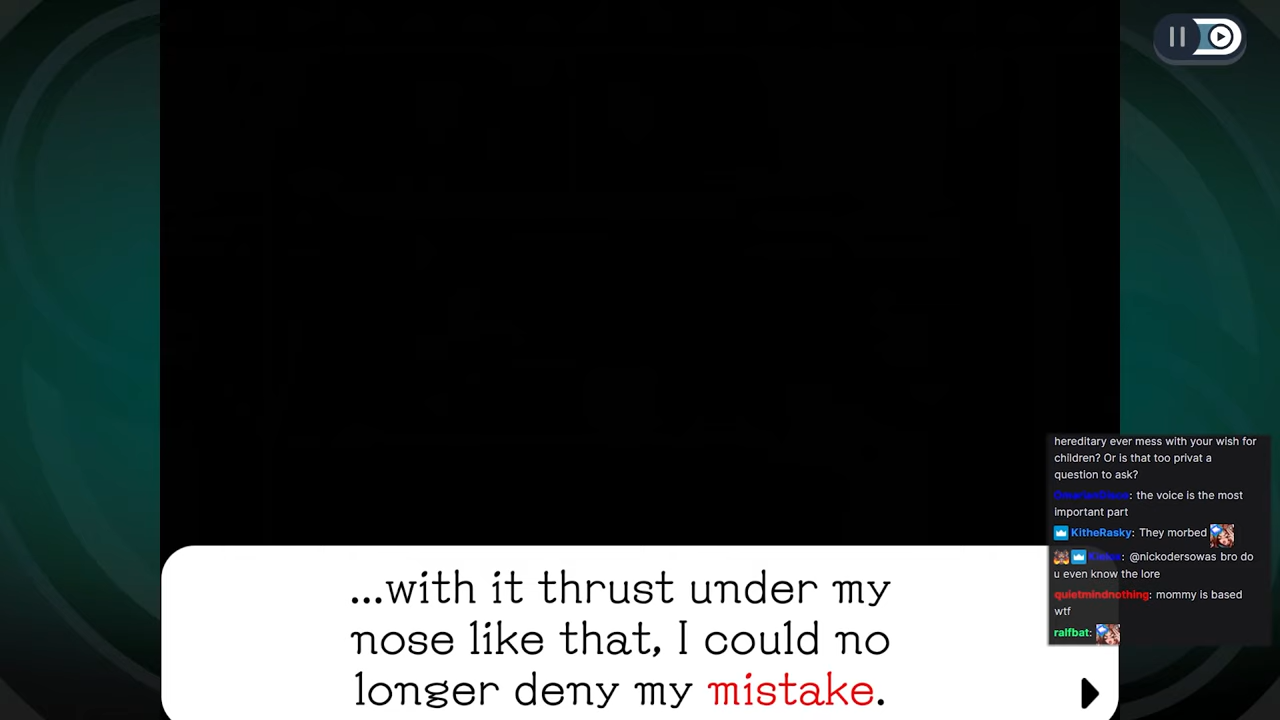 hereditary ever mess with your wish for
children? Or is that too privat a
question to ask?
: the voice is the most
important part
KitheRasky: They morbed
: @nickodersowas bro do
u even know the lore
quietmindnothing: mommy is based
wtf
ralfbat:
...with it thrust under my
nose like that, I could no
longer deny my mistake.